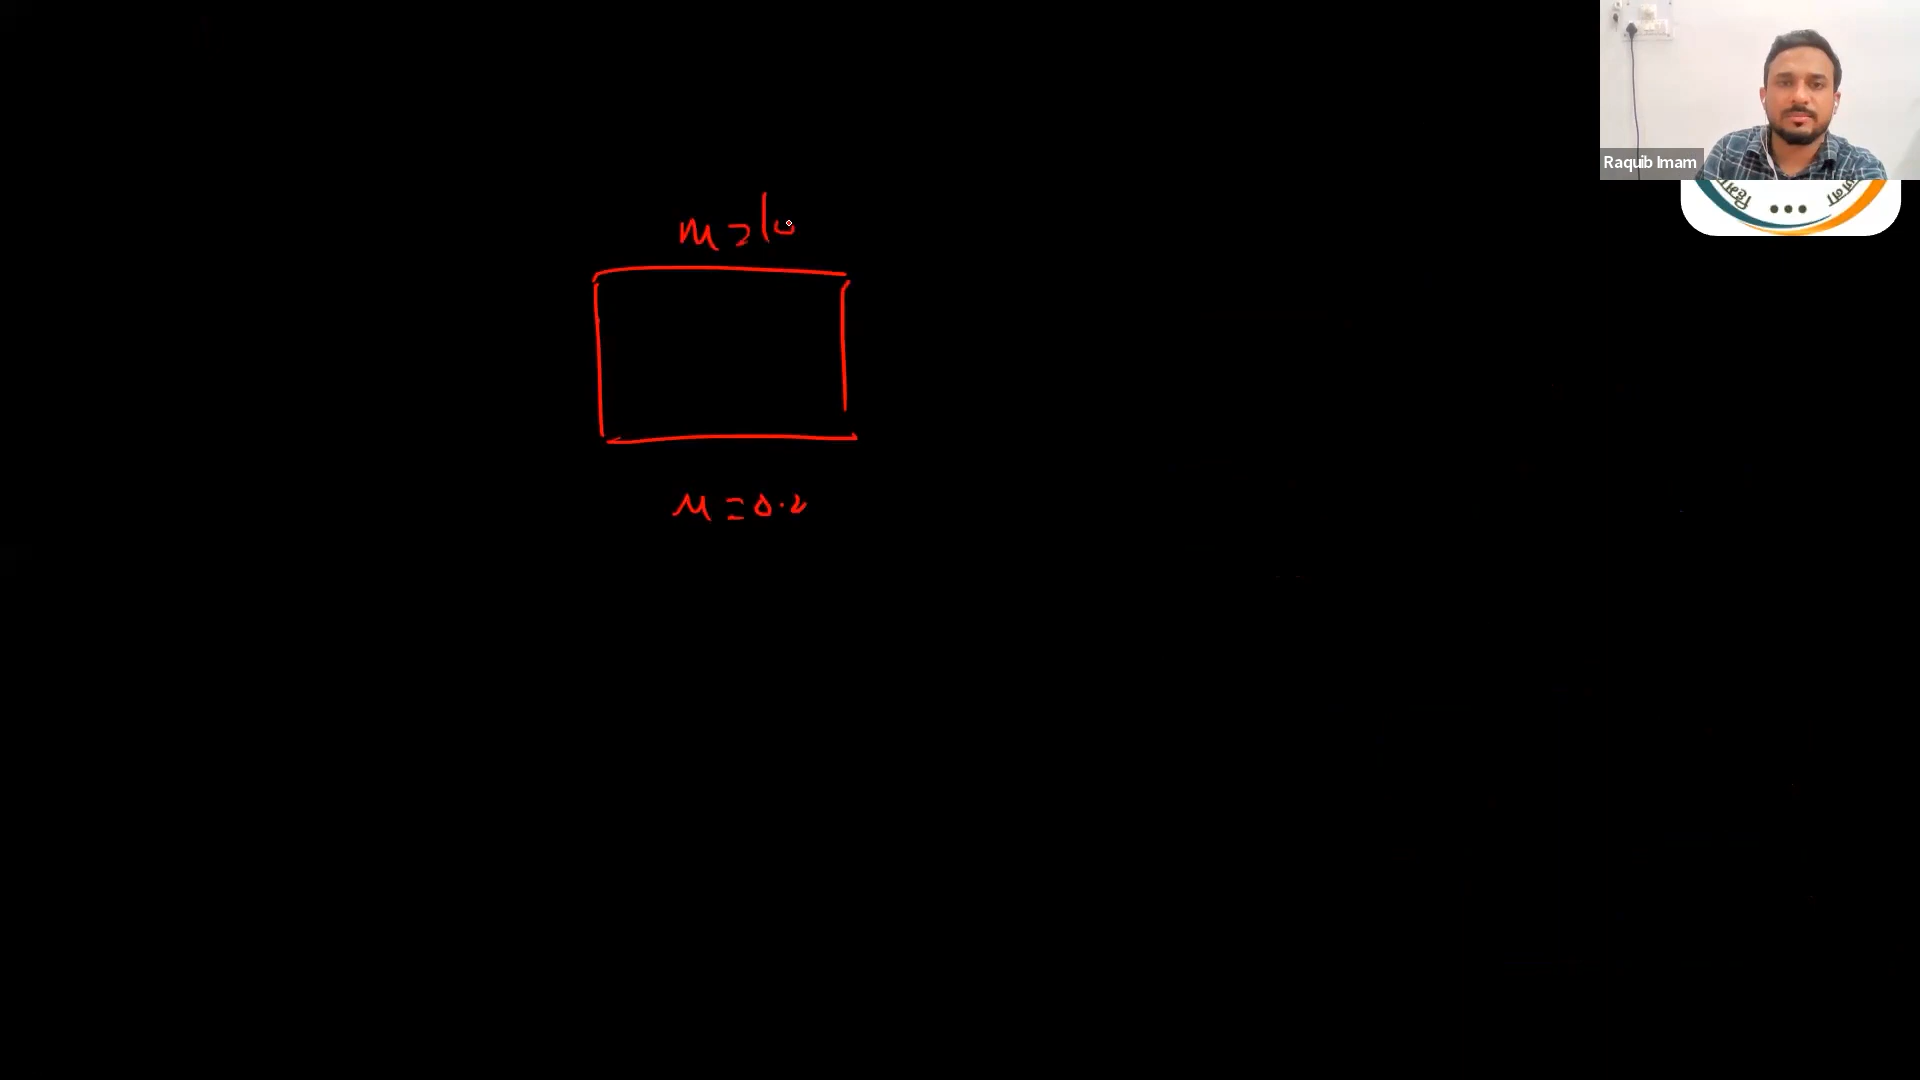 Raquib Imam
m = 10
μ = 0.2